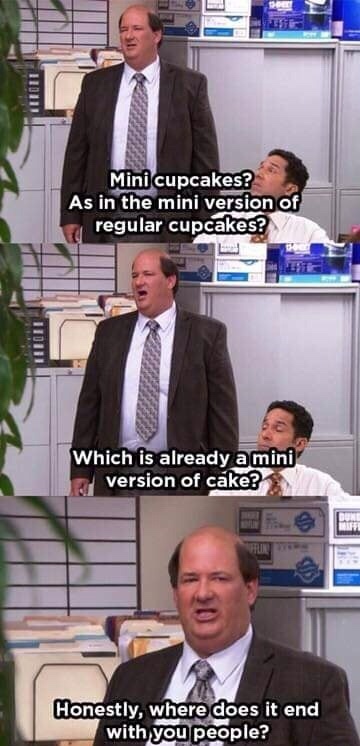 Mini cupcakes?
As in the mini version of
regular cupcakes?
Which is already a mini
version of cake?
Honestly, where does it end
with you people?